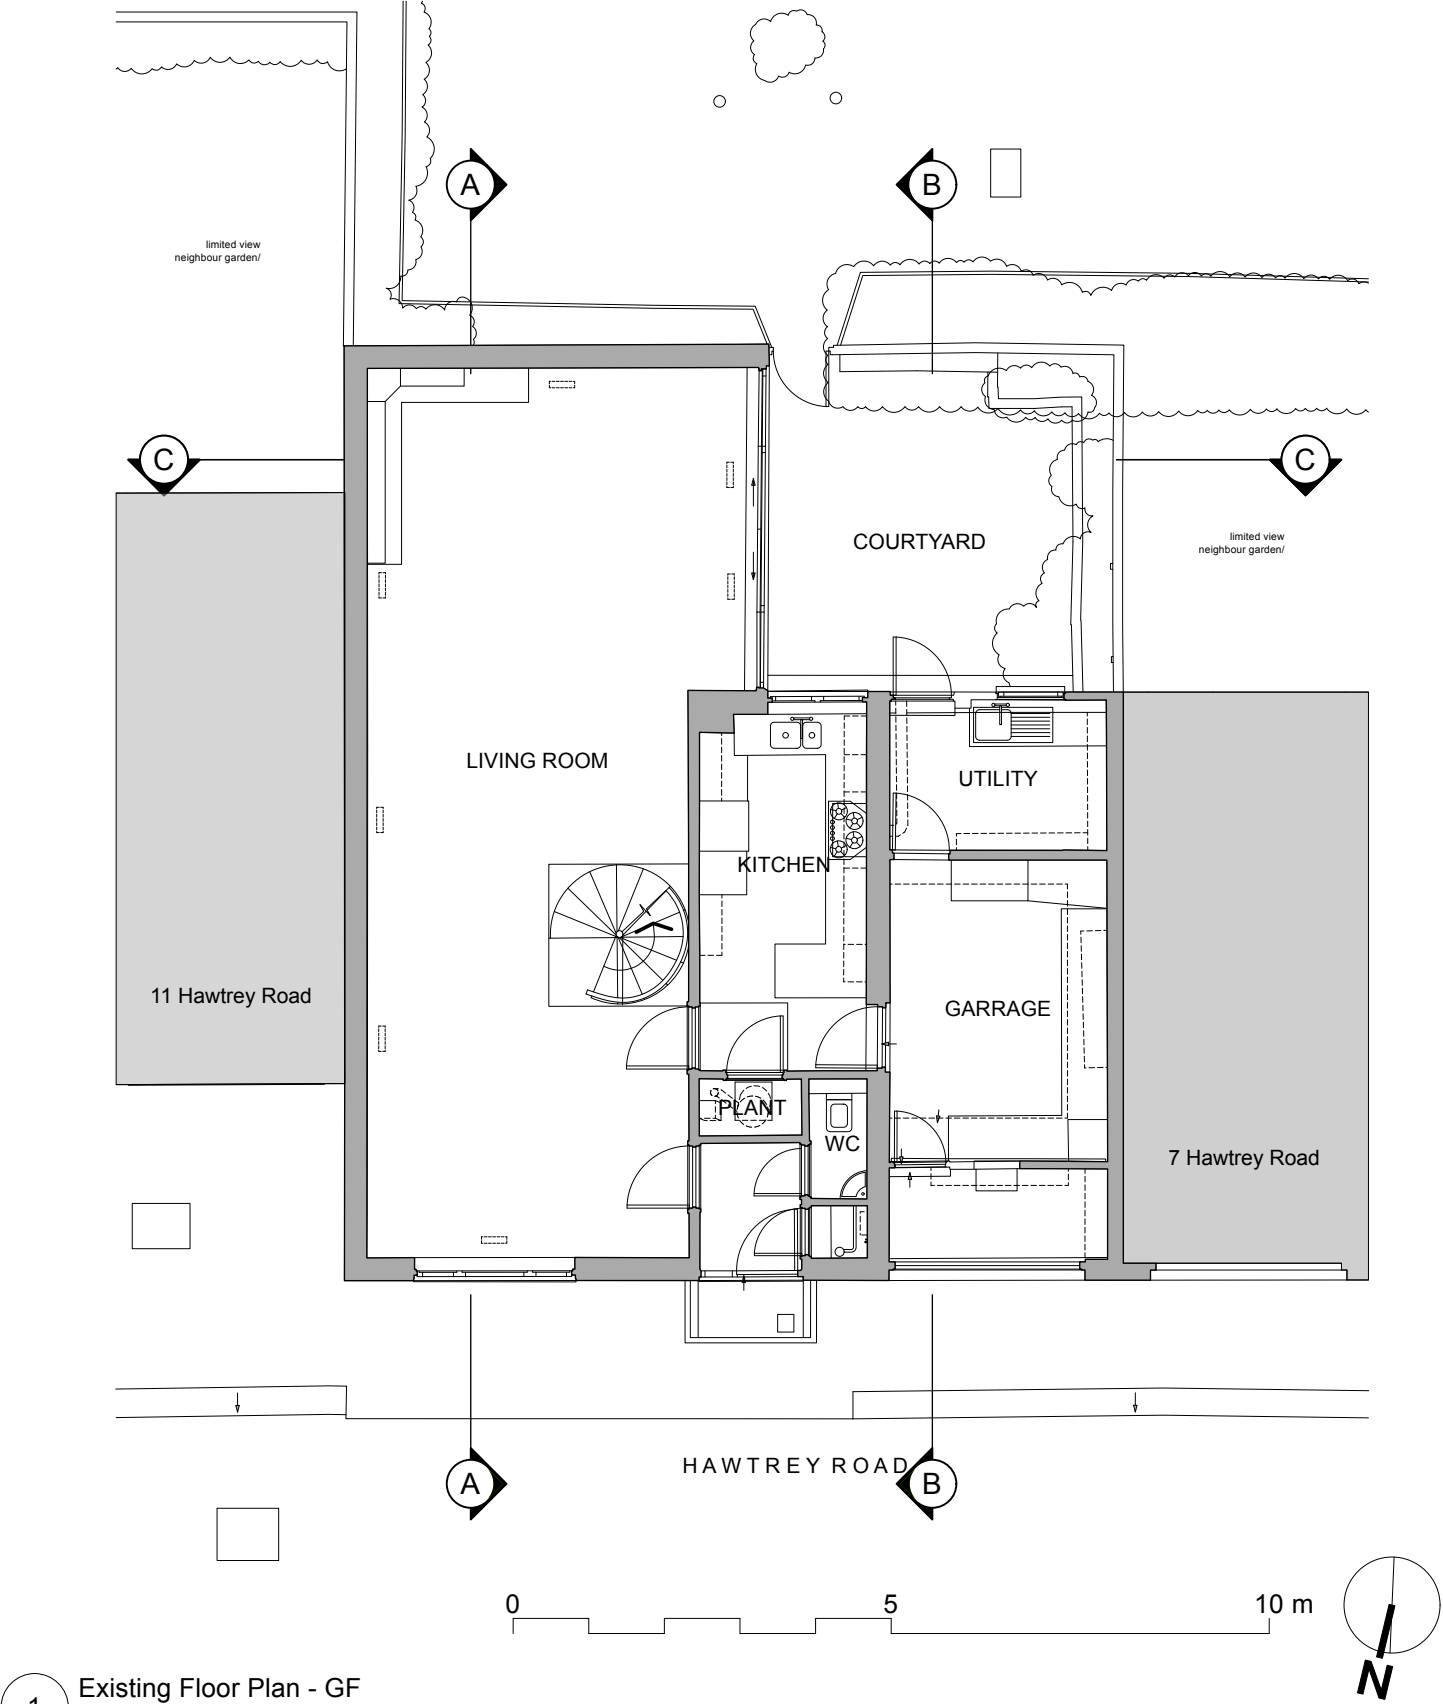 A
B
limited view
neighbour garden/
C
C
COURTYARD
limited view
neighbour garden/
LIVING ROOM
UTILITY
KITCHEN
11 Hawtrey Road
GARRAGE
PLANT
WC
7 Hawtrey Road
HAWTREY ROAD
A
B
0 5 10 m
N
Existing Floor Plan - GF
1